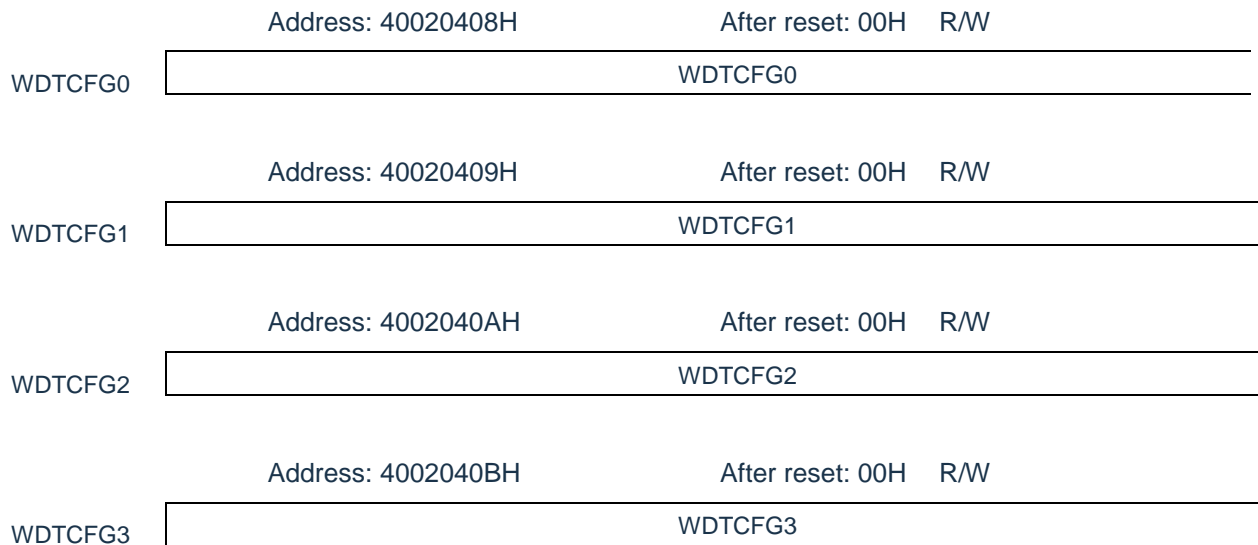 Address: 40020408H After reset: 00H R/W
WDTCFG0 WDTCFG0
Address: 40020409H After reset: 00H R/W
WDTCFG1 WDTCFG1
Address: 4002040AH After reset: 00H R/W
WDTCFG2 WDTCFG2
Address: 4002040BH After reset: 00H R/W
WDTCFG3 WDTCFG3